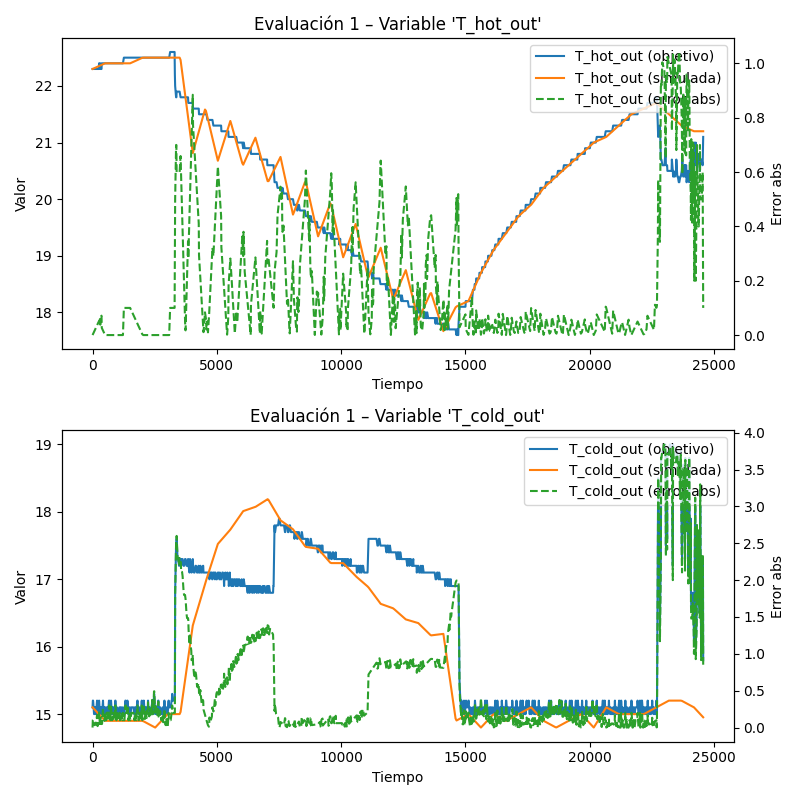 Evaluación 1 – Variable 'T_hot_out'
T_hot_out (objetivo)
T_hot_out (simulada)
T_hot_out (error abs)
Valor
22
21
20
19
18
1.0
0.8
0.6
0.4
0.2
0.0
Error abs
0
5000
10000
15000
20000
25000
Tiempo
Evaluación 1 – Variable 'T_cold_out'
T_cold_out (objetivo)
T_cold_out (simulada)
T_cold_out (error abs)
Valor
19
18
17
16
15
4.0
3.5
3.0
2.5
2.0
1.5
1.0
0.5
0.0
Error abs
0
5000
10000
15000
20000
25000
Tiempo